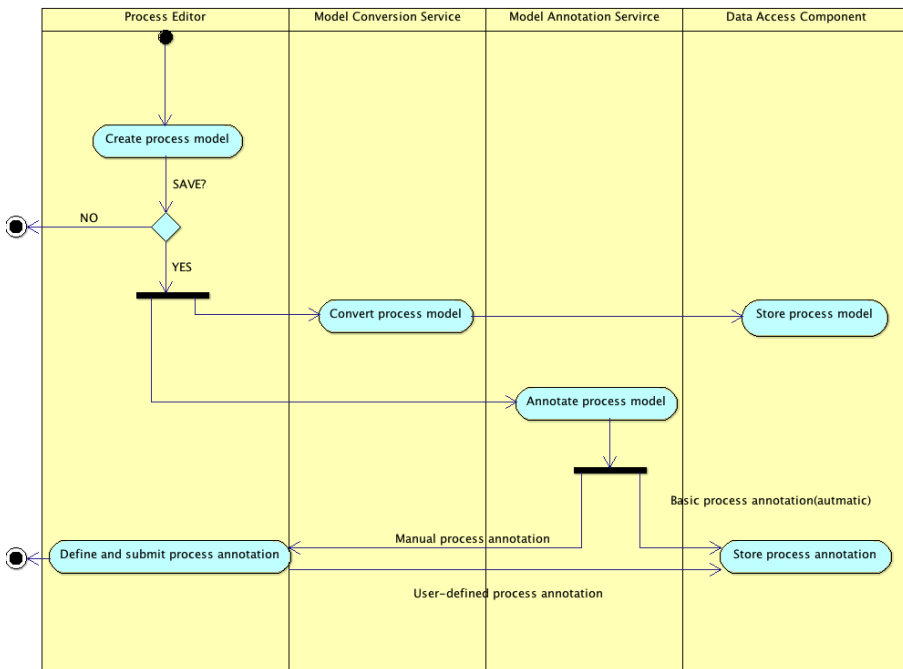 Process Editor
Model Conversion Service
Model Annotation Servirce
Data Access Component
Create process model
SAVE?
NO
YES
Convert process model
Store process model
Annotate process model
Basic process annotation(autmatic)
Manual process annotation
Define and submit process annotation
Store process annotation
User-defined process annotation